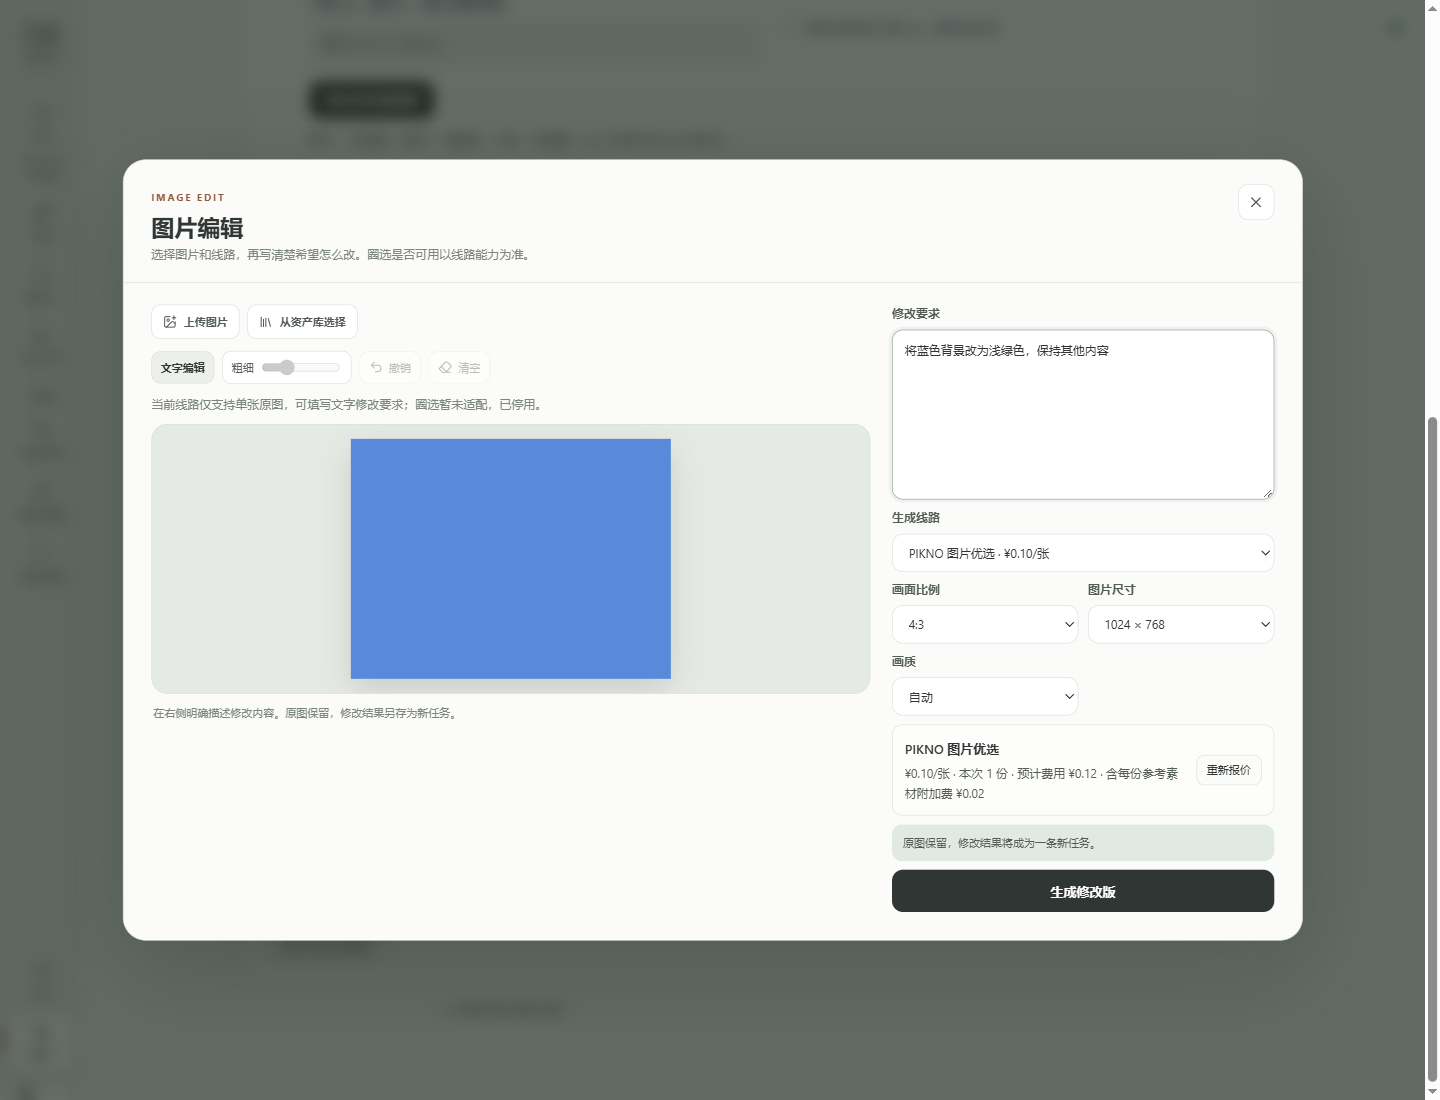 IMAGE EDIT
图片编辑
选择图片和线路，再写清楚希望怎么改。圈选是否可用以线路能力为准。
上传图片
从资产库选择
文字编辑
粗细
撤销
清空
当前线路仅支持单张原图，可填写文字修改要求；圈选暂未适配，已停用。
在右侧明确描述修改内容。原图保留，修改结果另存为新任务。
修改要求
将蓝色背景改为浅绿色，保持其他内容
生成线路
PIKNO 图片优选 · ¥0.10/张
画面比例
图片尺寸
4:3
1024 × 768
画质
自动
PIKNO 图片优选
¥0.10/张 · 本次 1 份 · 预计费用 ¥0.12 · 含每份参考素
材附加费 ¥0.02
重新报价
原图保留，修改结果将成为一条新任务。
生成修改版